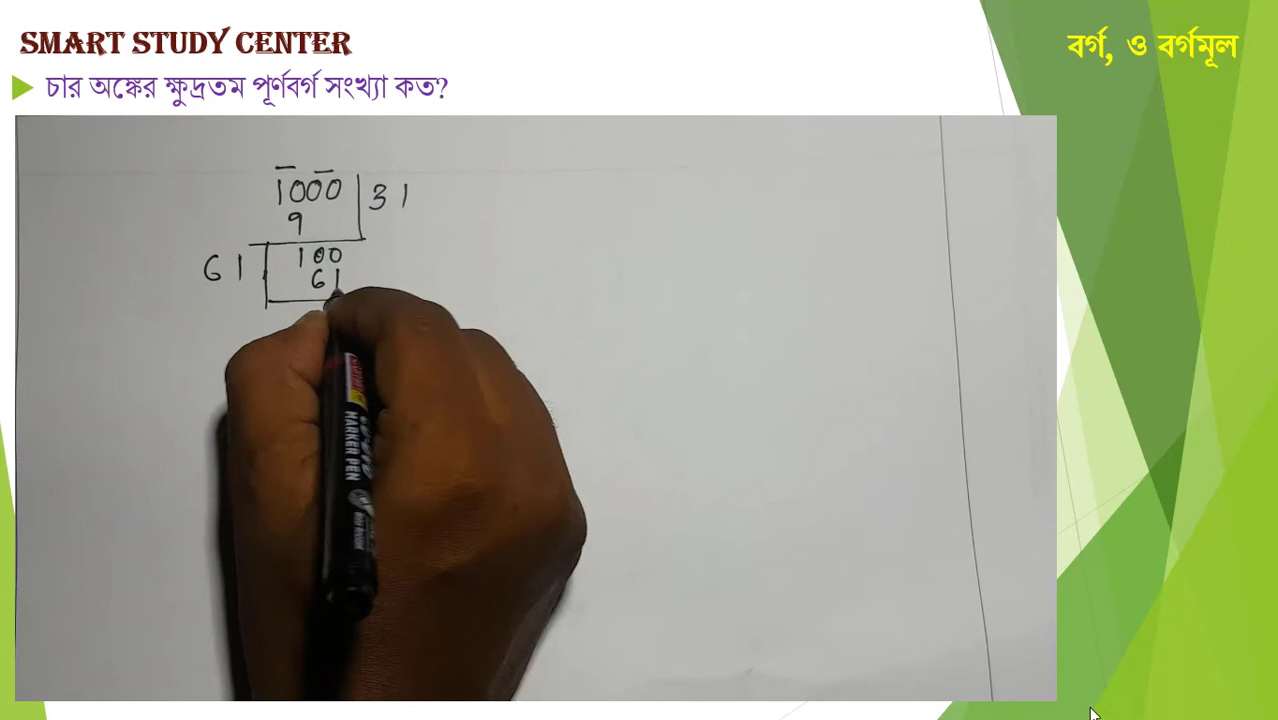 SMART STUDY CENTER
বর্গ, ও বর্গমূল
চার অঙ্কের ক্ষুদ্রতম পূর্ণবর্গ সংখ্যা কত?
1000 31
9
61 100
61
MARKER PEN